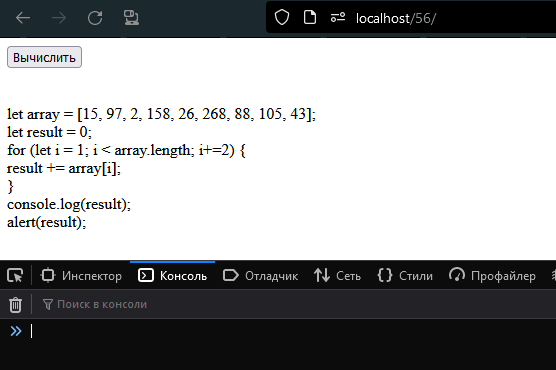 localhost/56/
Вычислить
let array = [15, 97, 2, 158, 26, 268, 88, 105, 43];
let result = 0;
for (let i = 1; i < array.length; i+=2) {
result += array[i];
}
console.log(result);
alert(result);
Инспектор Консоль Отладчик Сеть Стили Профайлер
Поиск в консоли